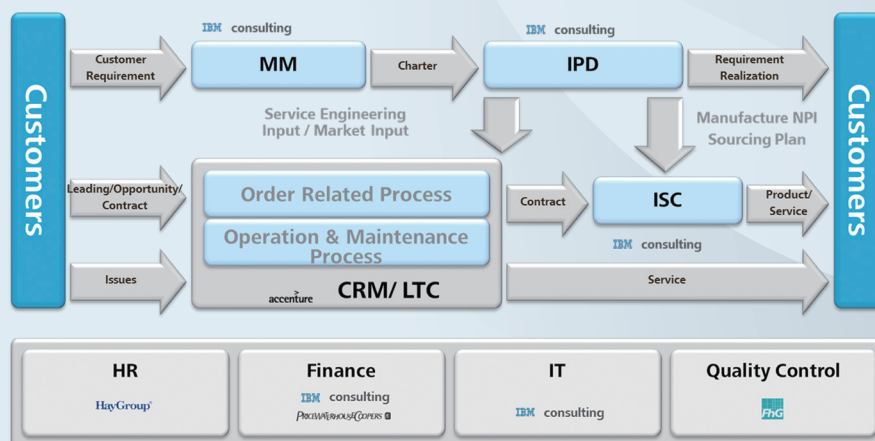 Customers
IBM consulting
IBM consulting
Customer
Requirement
MM
Charter
IPD
Requirement
Realization
Service Engineering
Input / Market Input
Manufacture NPI
Sourcing Plan
Leading/Opportunity/
Contract
Order Related Process
Operation & Maintenance
Process
Contract
ISC
Product/
Service
IBM consulting
Issues
accenture
>
CRM/ LTC
Service
Customers
HR
HayGroup®
Finance
IBM consulting
PRICEWATERHOUSECOOPERS
IT
IBM consulting
Quality Control
FhG